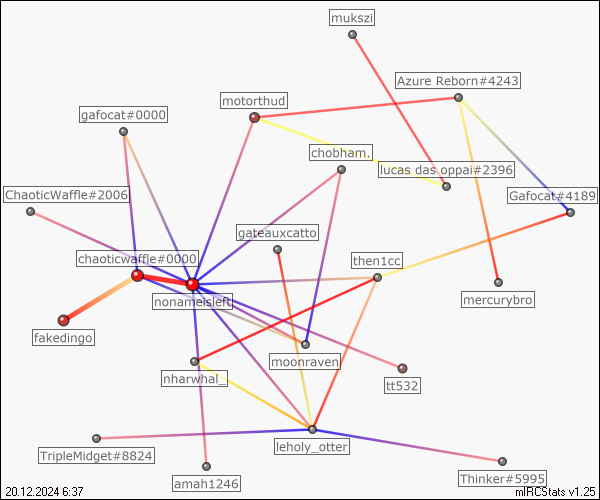 mukszi
Azure Reborn#4243
motorthud
gafocat#0000
chobham.
lucas das oppai#2396
ChaoticWaffle#2006
Gafocat#4189
gateauxcatto
chaoticwaffle#0000
then1cc
nonameisleft
mercurybro
fakedingo
moonraven
nharwhal_
tt532
leholy_otter
TripleMidget#8824
Thinker#5995
amah1246
20.12.2024 6:37
mIRCStats v1.25